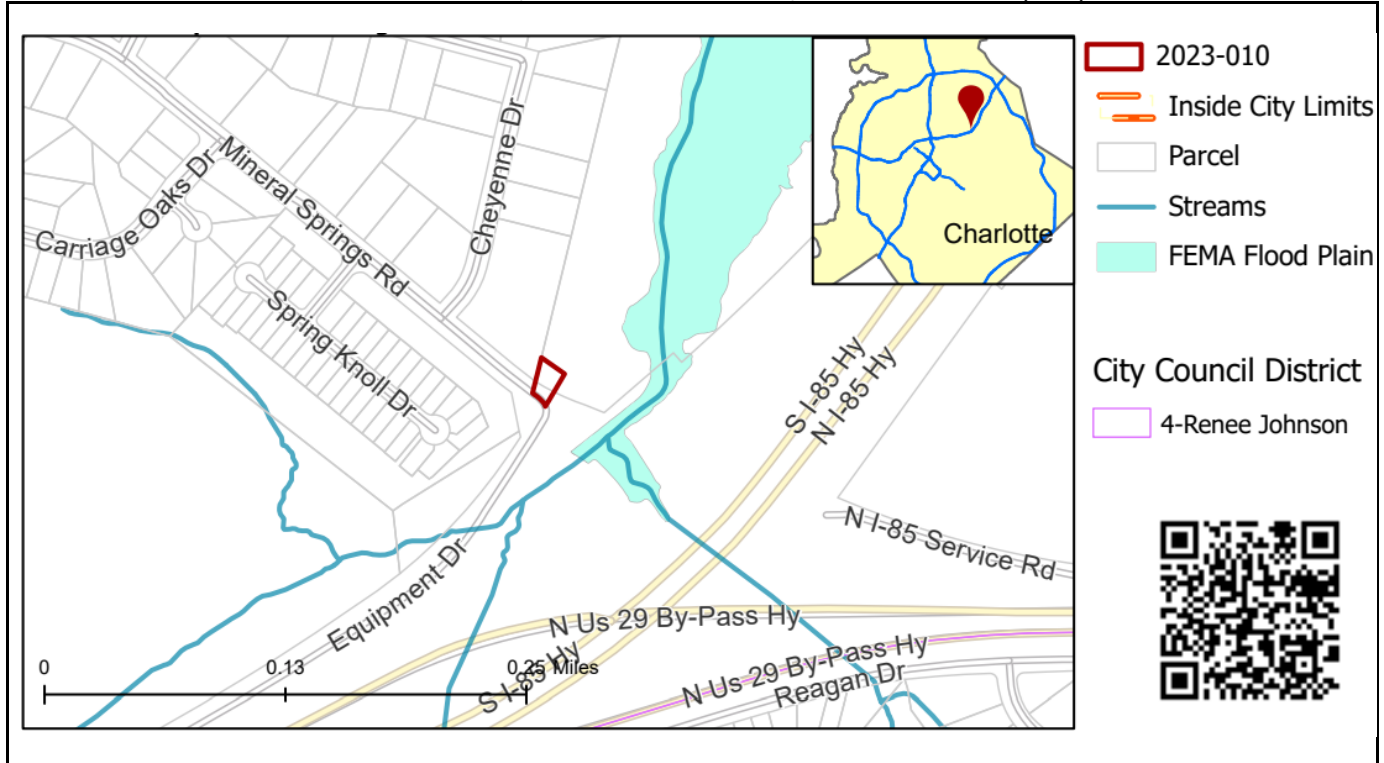 2023-010
Inside City Limits
Parcel
Streams
FEMA Flood Plain
City Council District
4-Renee Johnson
Charlotte
Cheyenne Dr
Mineral Springs Rd
Carriage Oaks Dr
Spring Knoll Dr
S I-85 Hy
N I-85 Hy
N I-85 Service Rd
Equipment Dr
N Us 29 By-Pass Hy
S I-85 Hy
N Us 29 By-Pass Hy
Reagan Dr
0 0.13 0.25 Miles